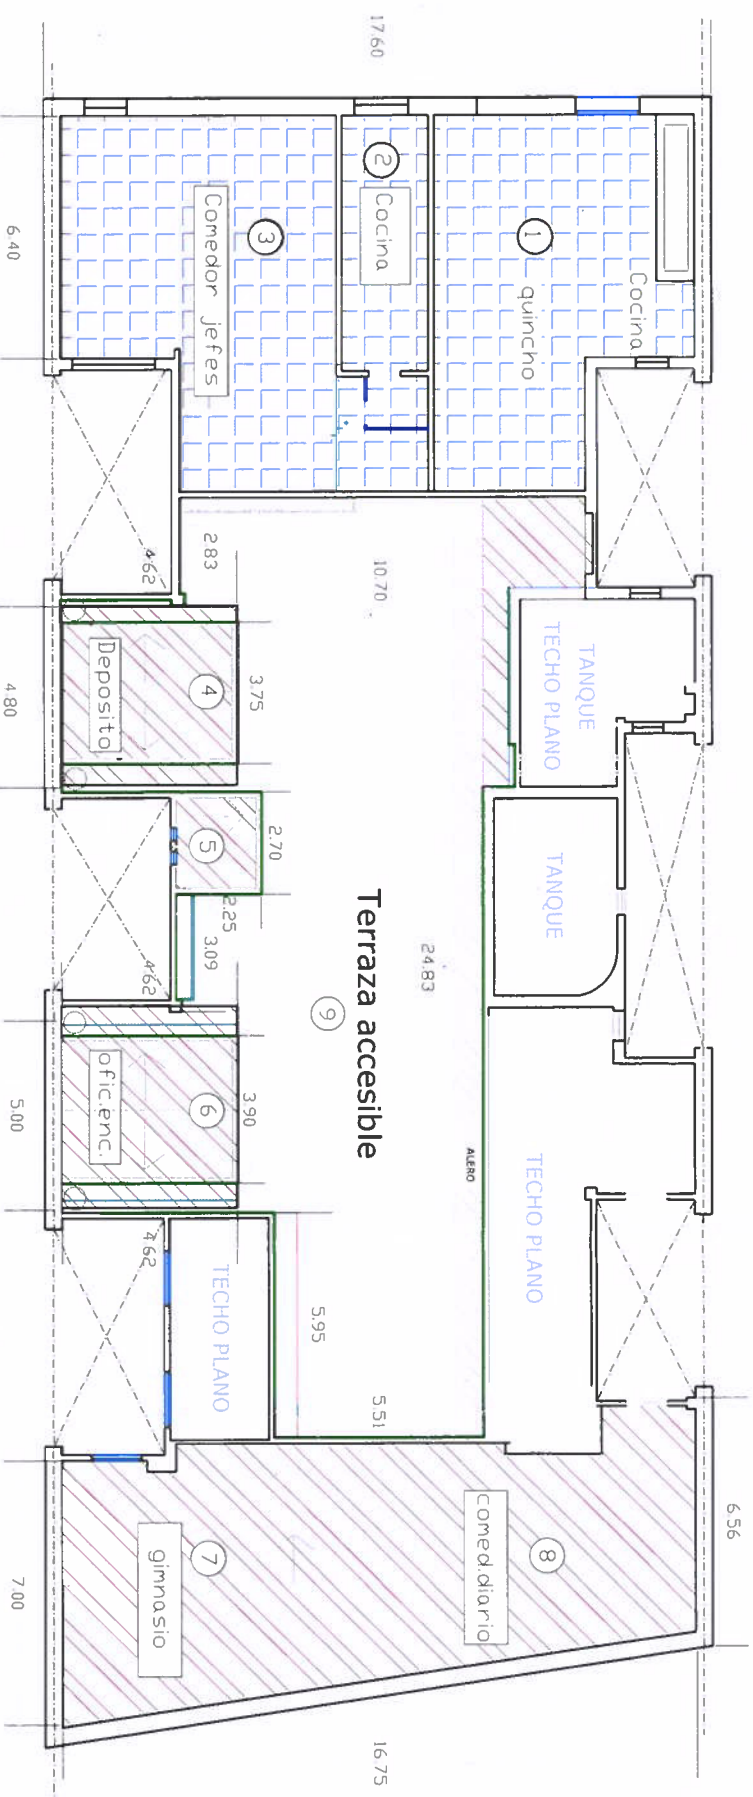 17.60
6.40
4.80
5.00
7.00
6.56
16.75
1
quincho
Cocina
2
Cocina
3
Comedor jefes
4.62
2.83
10.70
4
Deposito
3.75
TANQUE
TECHO PLANO
5
2.70
2.25
3.09
4.62
TANQUE
Terraza accesible
9
24.83
6
ofic.enc.
3.90
ALERO
TECHO PLANO
4.62
TECHO PLANO
5.95
5.51
7
gimnasio
8
comed.diario